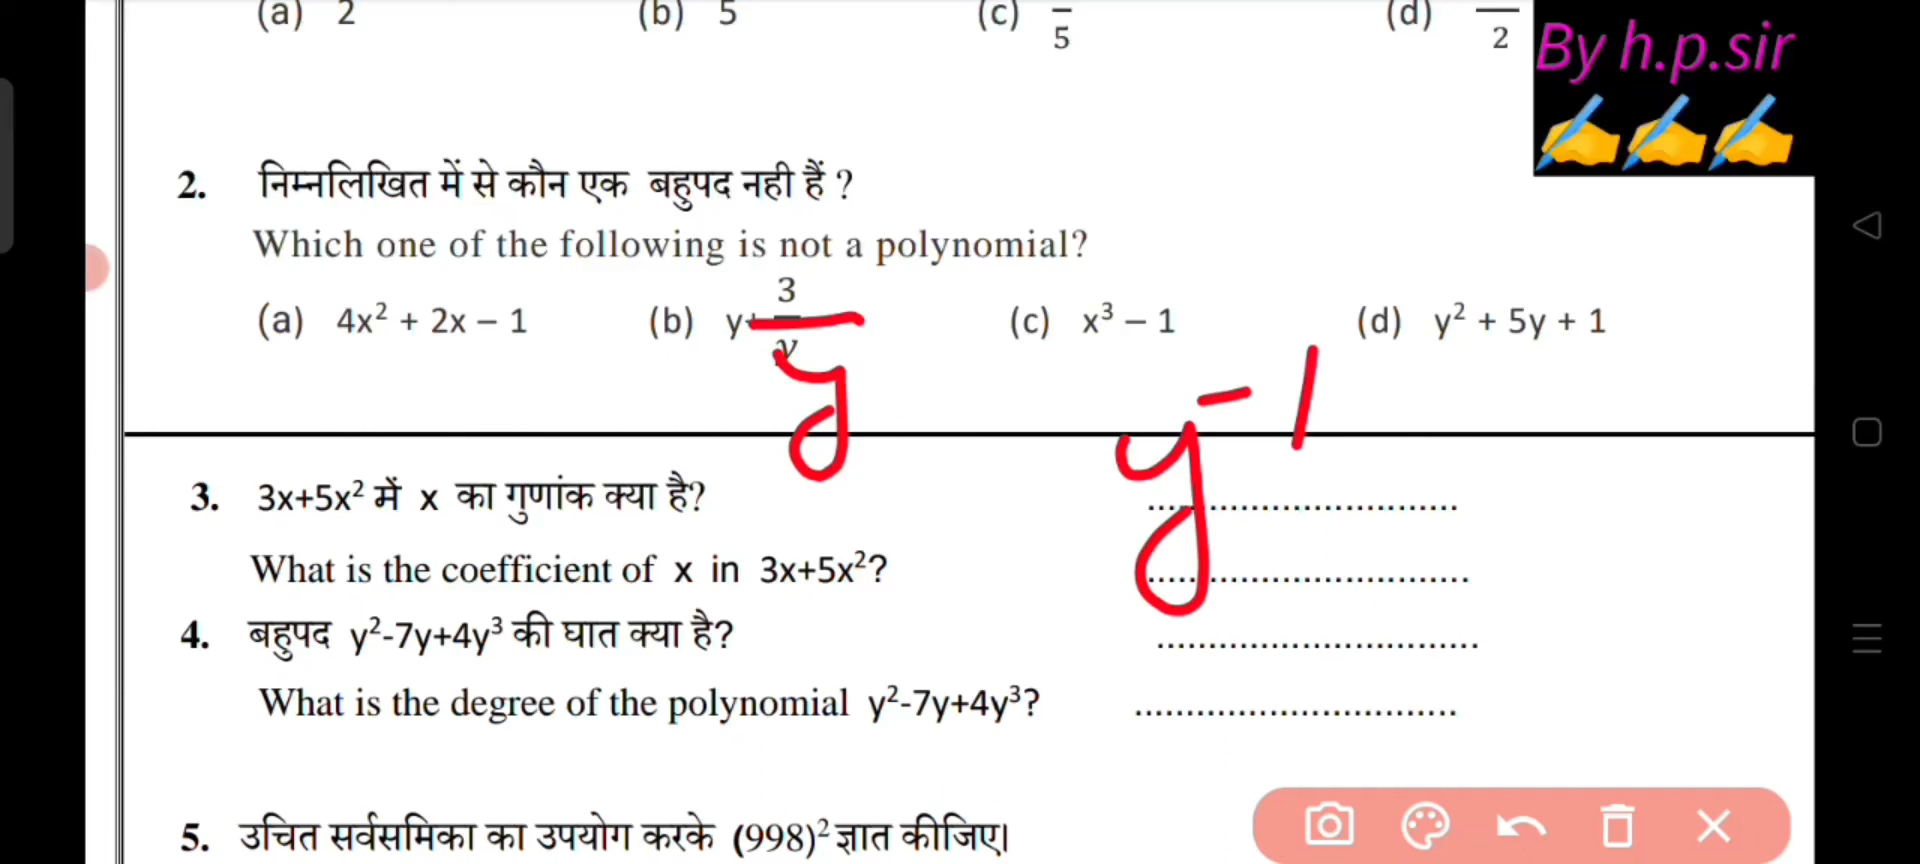 (a) 2 (b) 5 (c) — 5 (d) — 2
By h.p.sir
✍✍✍
2. निम्नलिखित में से कौन एक बहुपद नही हैं ?
Which one of the following is not a polynomial?
(a) 4x² + 2x – 1 (b) y+ 3/y (c) x³ – 1 (d) y² + 5y + 1
y y⁻¹
3. 3x+5x² में x का गुणांक क्या है? ..............................
What is the coefficient of x in 3x+5x²? ..............................
4. बहुपद y²-7y+4y³ की घात क्या है? ..............................
What is the degree of the polynomial y²-7y+4y³? ..............................
5. उचित सर्वसमिका का उपयोग करके (998)² ज्ञात कीजिए।